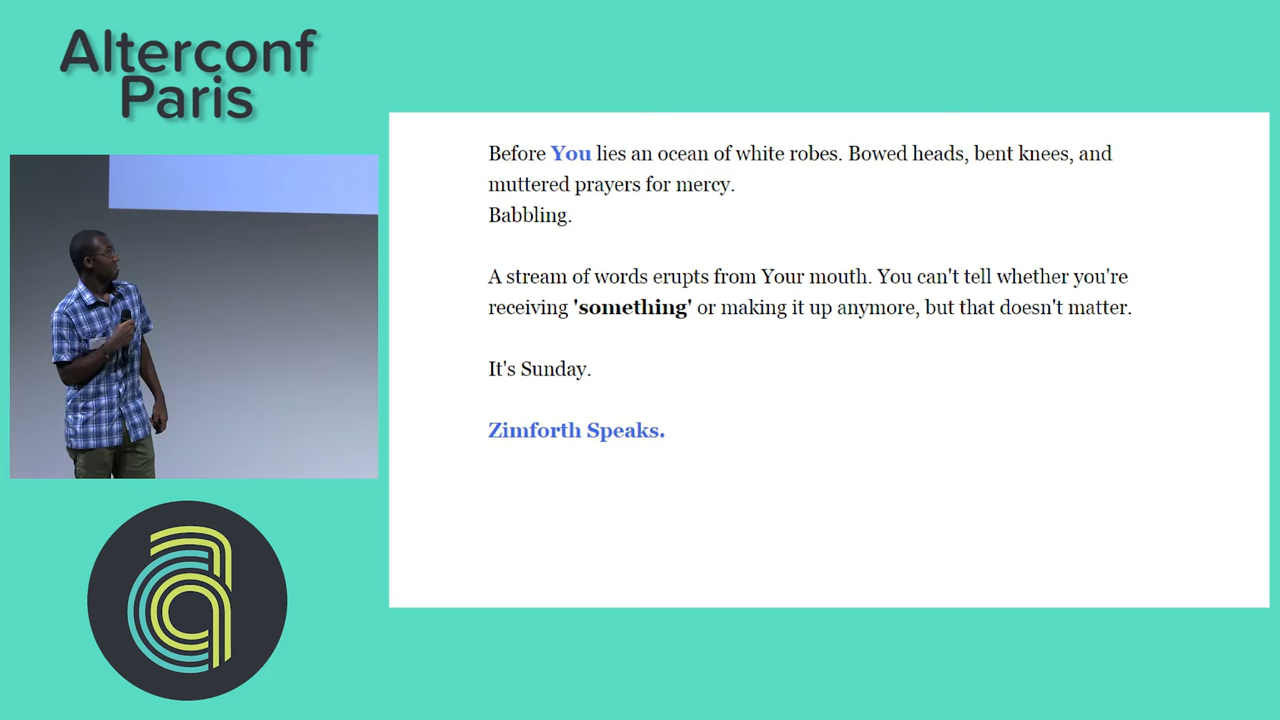 Alterconf
Paris
Before You lies an ocean of white robes. Bowed heads, bent knees, and
muttered prayers for mercy.
Babbling.
A stream of words erupts from Your mouth. You can't tell whether you're
receiving 'something' or making it up anymore, but that doesn't matter.
It's Sunday.
Zimforth Speaks.